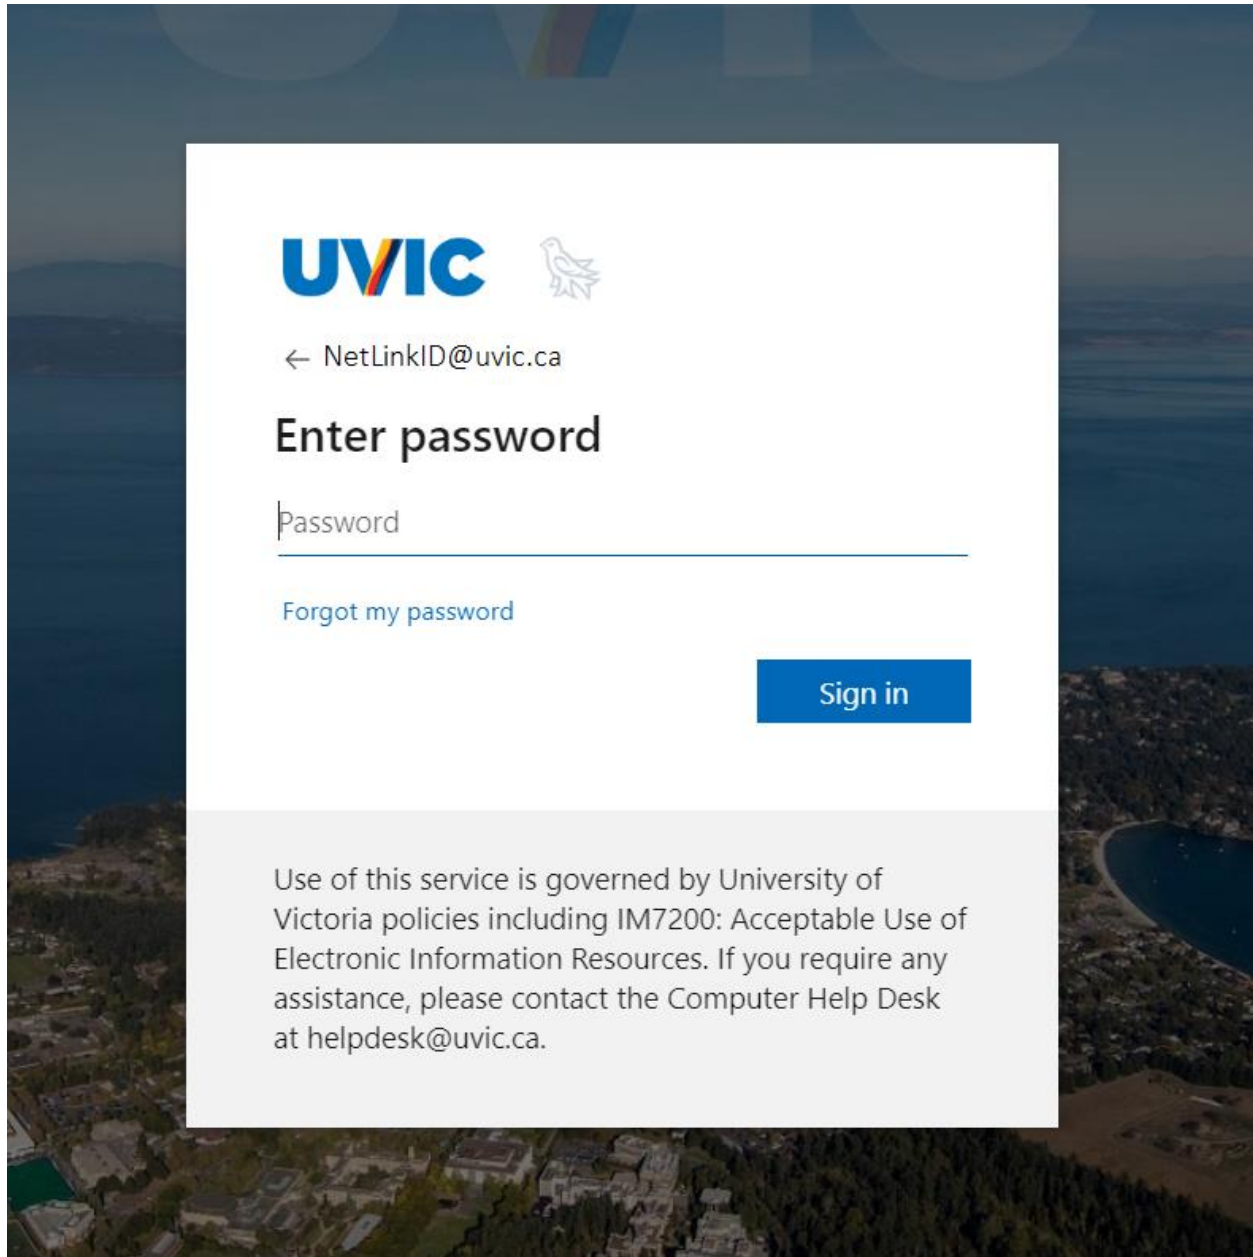 UVIC
UVIC
← NetLinkID@uvic.ca
Enter password
Password
Forgot my password
Sign in
Use of this service is governed by University of
Victoria policies including IM7200: Acceptable Use of
Electronic Information Resources. If you require any
assistance, please contact the Computer Help Desk
at helpdesk@uvic.ca.